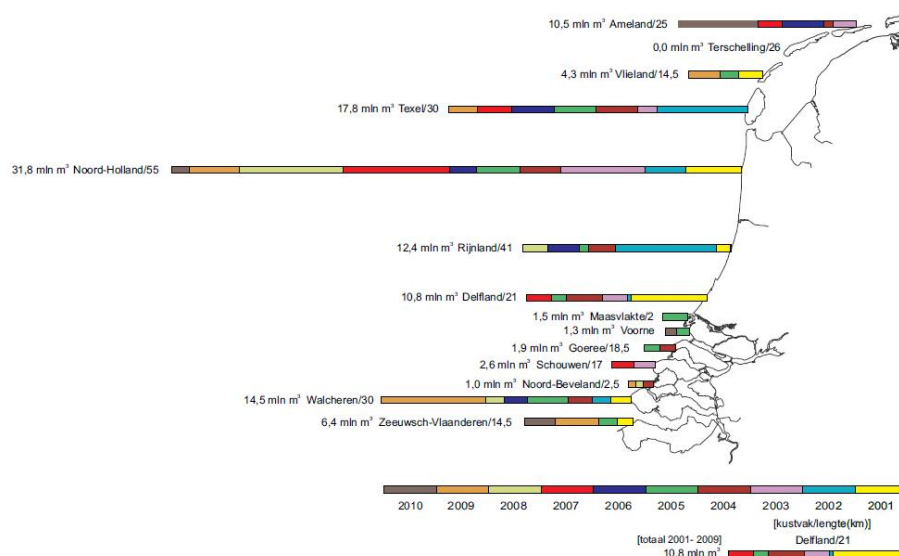 10,5 mln m³ Ameland/25
0,0 mln m³ Terschelling/26
4,3 mln m³ Vlieland/14,5
17,8 mln m³ Texel/30
31,8 mln m³ Noord-Holland/55
12,4 mln m³ Rijnland/41
10,8 mln m³ Delfland/21
1,5 mln m³ Maasvlakte/2
1,3 mln m³ Voorne
1,9 mln m³ Goeree/18,5
2,6 mln m³ Schouwen/17
1,0 mln m³ Noord-Beveland/2,5
14,5 mln m³ Walcheren/30
6,4 mln m³ Zeeuwsch-Vlaanderen/14,5
2010 2009 2008 2007 2006 2005 2004 2003 2002 2001
[kustvak/lengte(km)]
[totaal 2001- 2009] Delfland/21
10,8 mln m³